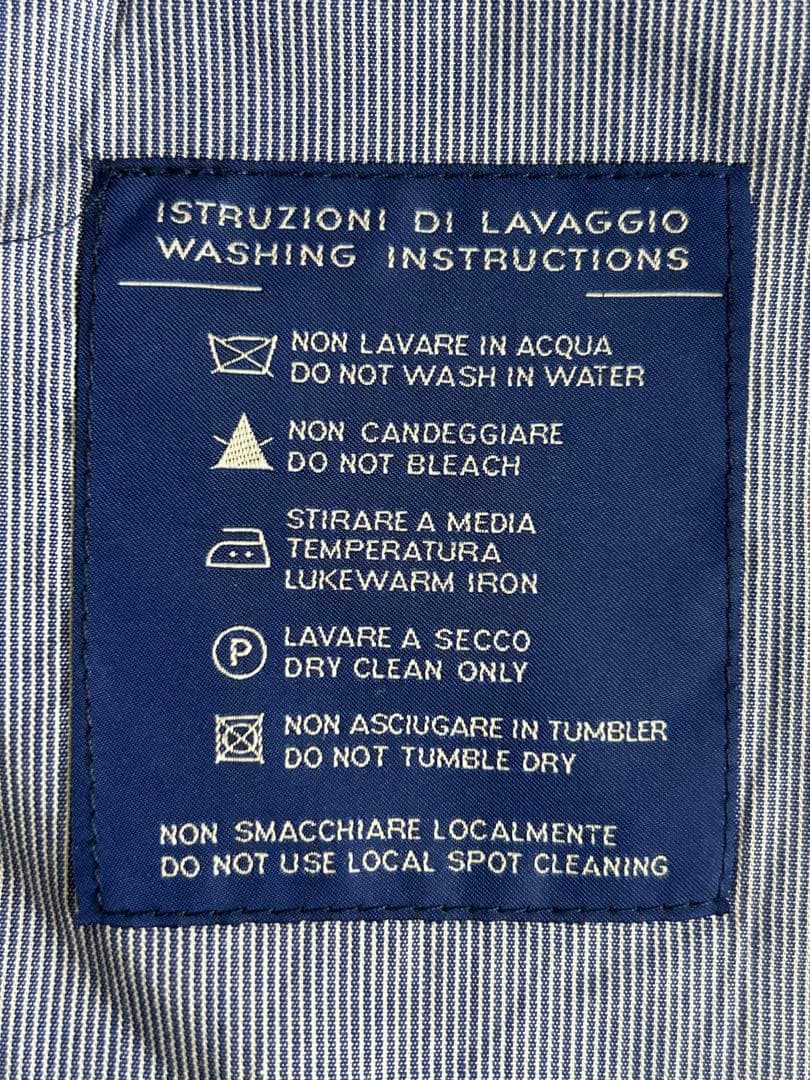 ISTRUZIONI DI LAVAGGIO
WASHING INSTRUCTIONS
NON LAVARE IN ACQUA
DO NOT WASH IN WATER
NON CANDEGGIARE
DO NOT BLEACH
STIRARE A MEDIA
TEMPERATURA
LUKEWARM IRON
P
LAVARE A SECCO
DRY CLEAN ONLY
NON ASCIUGARE IN TUMBLER
DO NOT TUMBLE DRY
NON SMACCHIARE LOCALMENTE
DO NOT USE LOCAL SPOT CLEANING